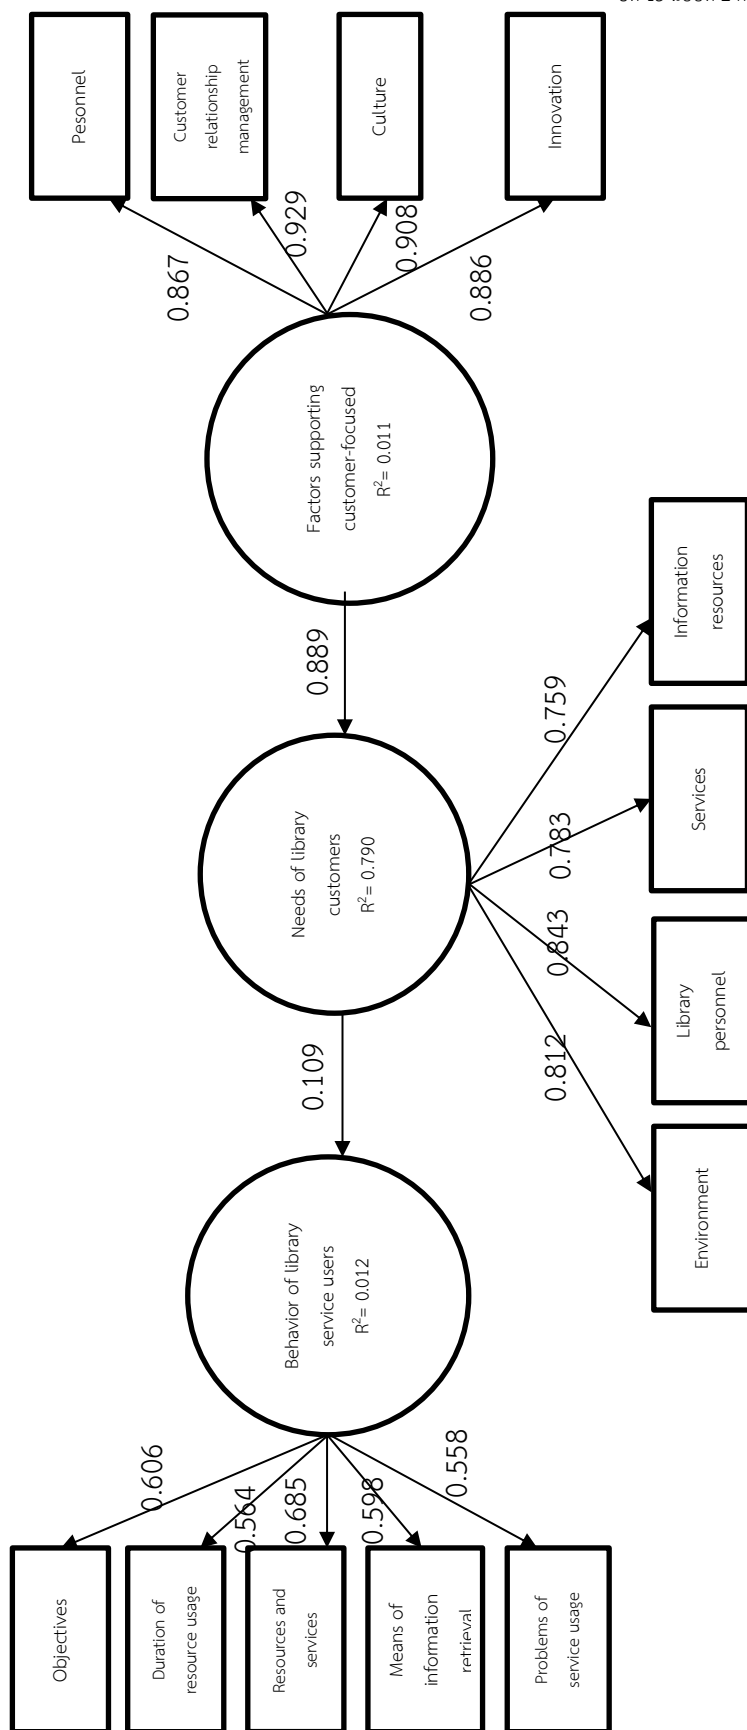 Pesonnel
Customer
relationship
management
Culture
Innovation
0.867
0.929
0.908
0.886
Factors supporting
customer-focused
R²= 0.011
0.889
Needs of library
customers
R²= 0.790
0.759
0.783
0.843
0.812
Information
resources
Services
Library
personnel
Environment
0.109
Behavior of library
service users
R²= 0.012
0.606
0.564
0.685
0.598
0.558
Objectives
Duration of
resource usage
Resources and
services
Means of
information
retrieval
Problems of
service usage